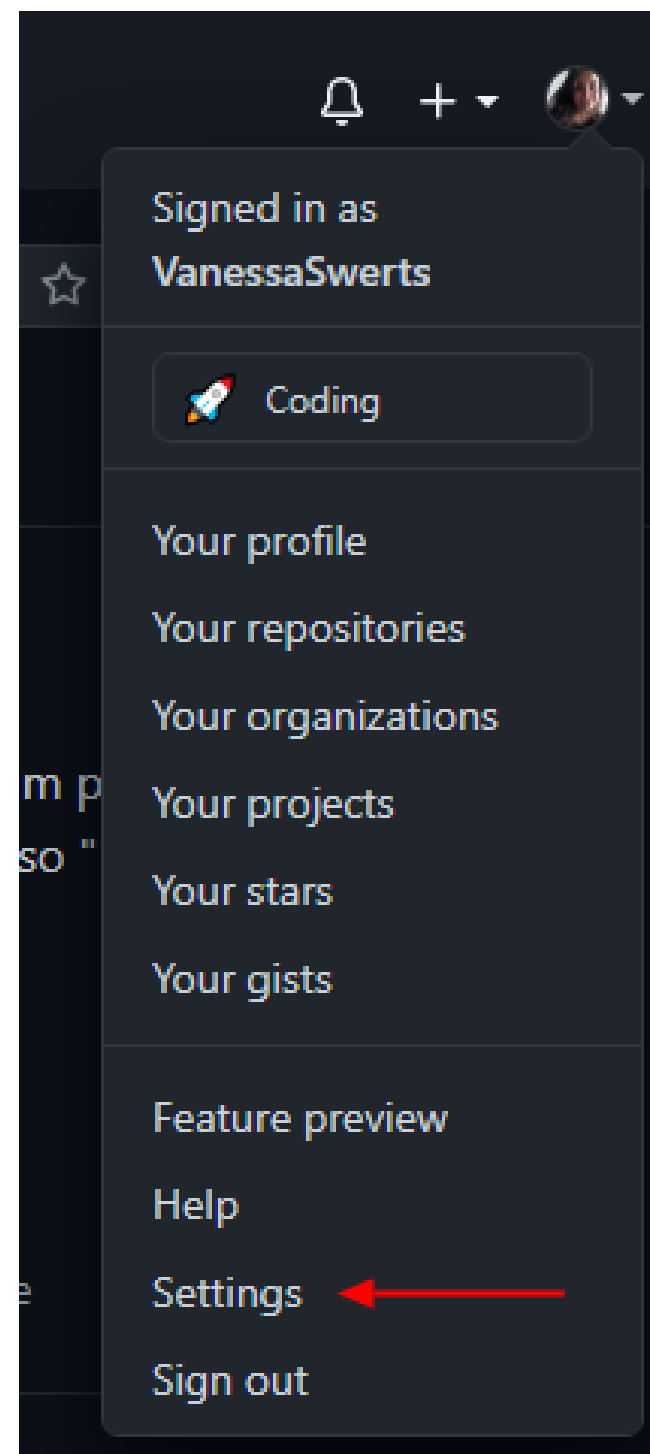 Signed in as
VanessaSwerts
Coding
Your profile
Your repositories
Your organizations
m p
Your projects
so "
Your stars
Your gists
Feature preview
Help
e
Settings
Sign out